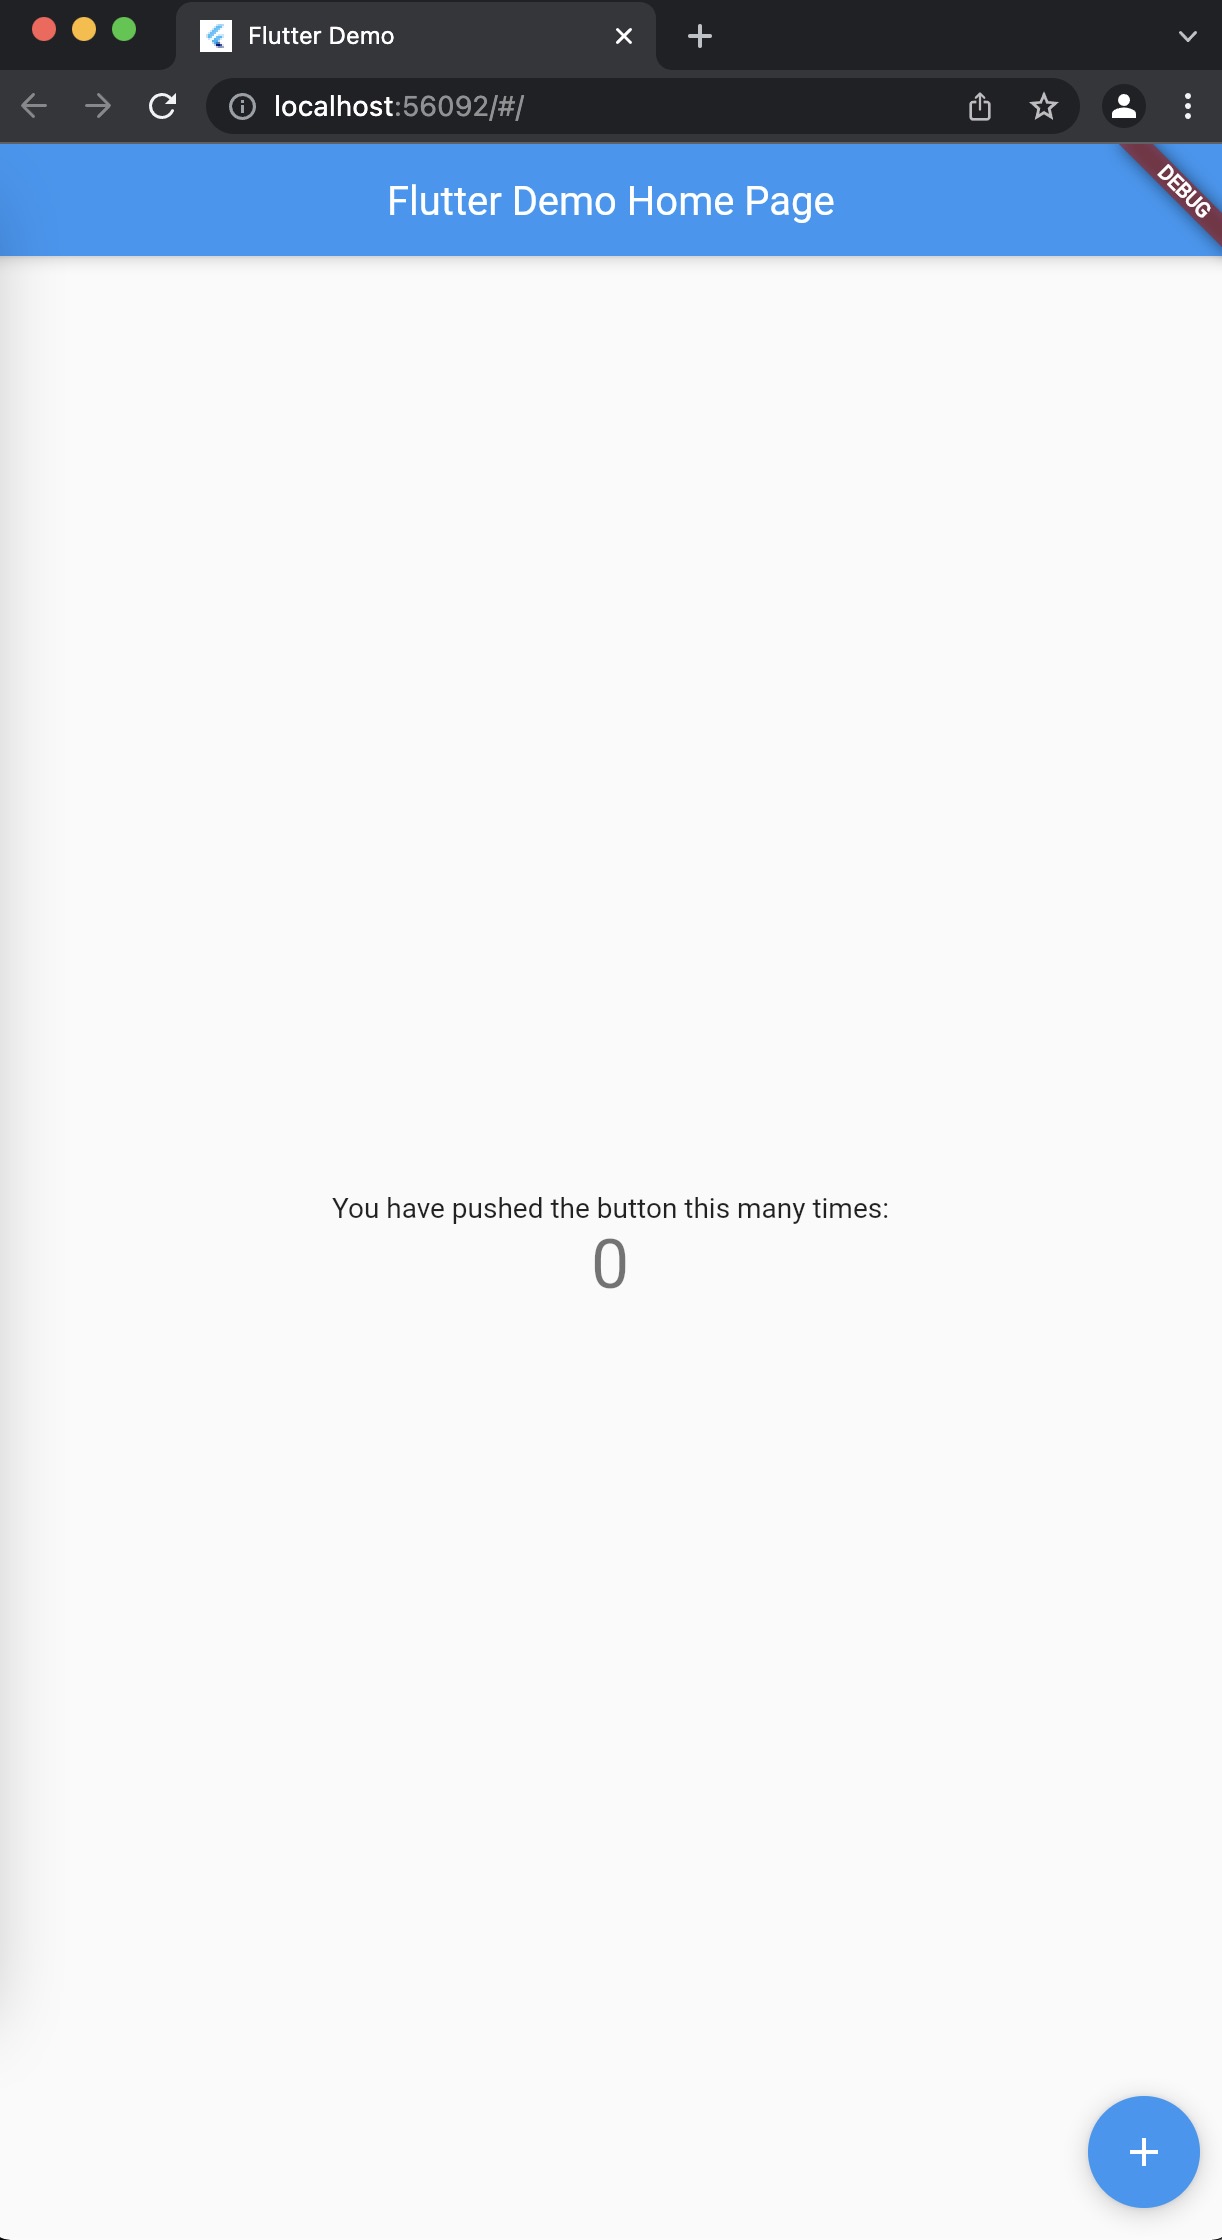 Flutter Demo
localhost:56092/#/
Flutter Demo Home Page
DEBUG
You have pushed the button this many times:
0